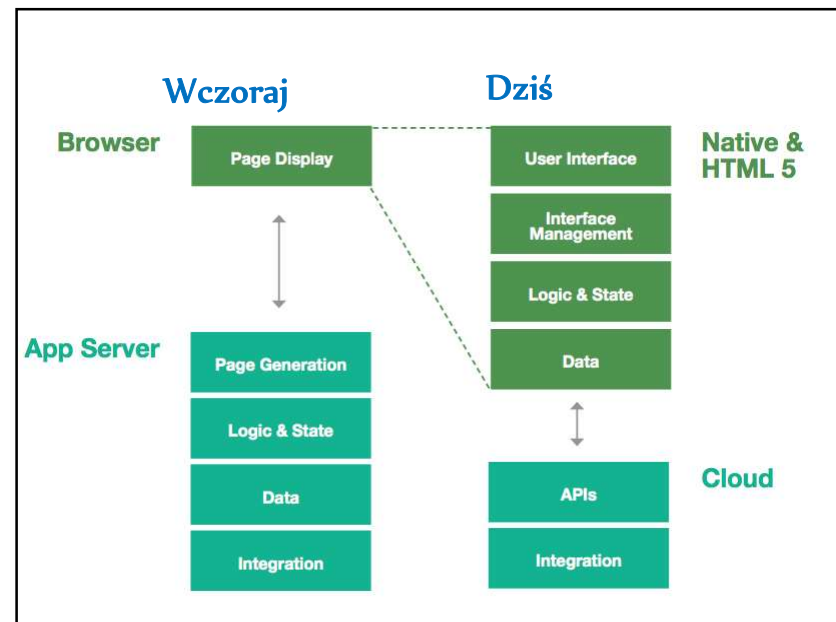 Wczoraj
Dziś
Browser
Page Display
User Interface
Native &
HTML 5
Interface
Management
Logic & State
App Server
Page Generation
Data
Logic & State
Data
APIs
Cloud
Integration
Integration